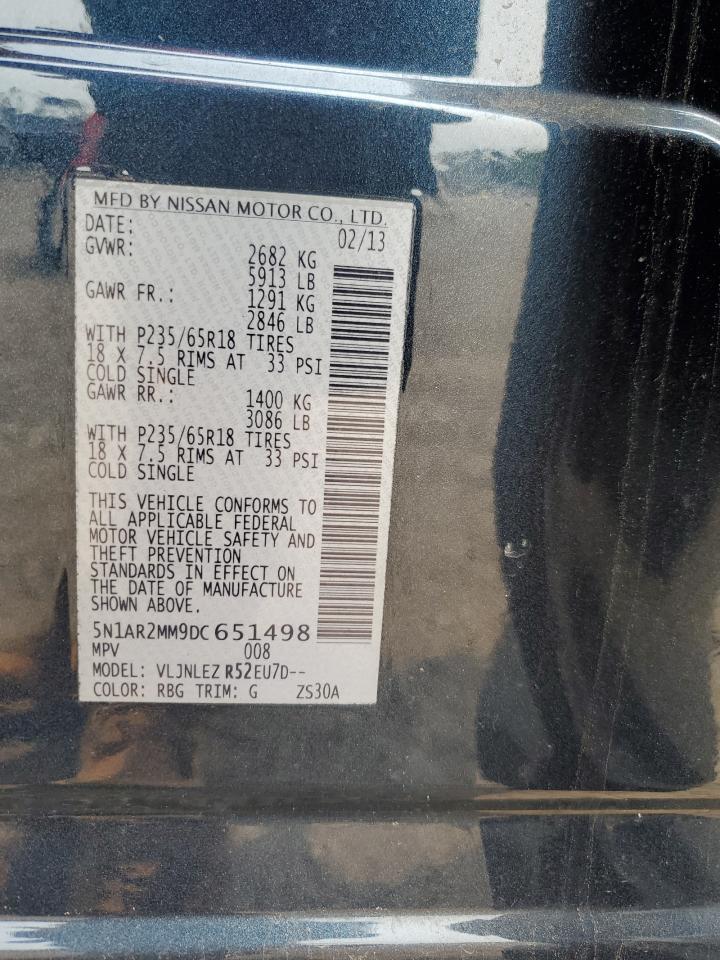 MFD BY NISSAN MOTOR CO., LTD.
DATE: 02/13
GVWR: 2682 KG
5913 LB
GAWR FR.: 1291 KG
2846 LB
WITH P235/65R18 TIRES
18 X 7.5 RIMS AT 33 PSI
COLD SINGLE
GAWR RR.: 1400 KG
3086 LB
WITH P235/65R18 TIRES
18 X 7.5 RIMS AT 33 PSI
COLD SINGLE
THIS VEHICLE CONFORMS TO
ALL APPLICABLE FEDERAL
MOTOR VEHICLE SAFETY AND
THEFT PREVENTION
STANDARDS IN EFFECT ON
THE DATE OF MANUFACTURE
SHOWN ABOVE.
5N1AR2MM9DC651498
MPV 008
MODEL: VLJNLEZ R52EU7D--
COLOR: RBG TRIM: G ZS30A